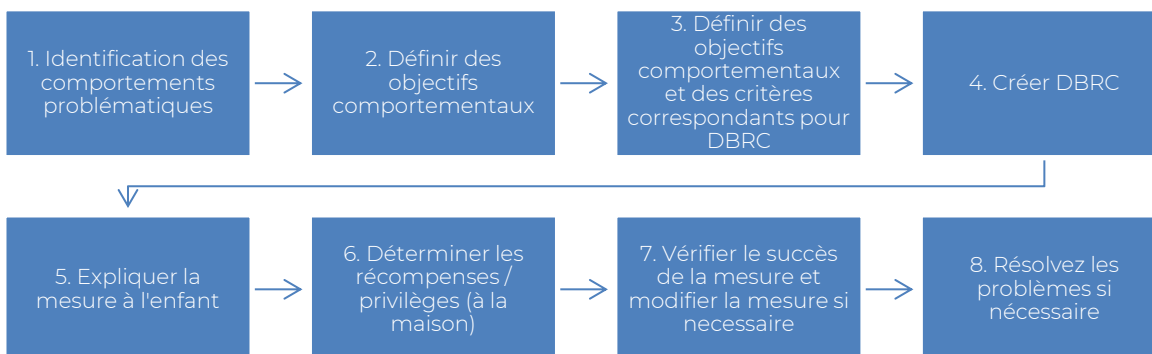 1. Identification des
comportements
problématiques
2. Définir des
objectifs
comportementaux
3. Définir des
objectifs
comportementaux
et des critères
correspondants pour
DBRC
4. Créer DBRC
5. Expliquer la
mesure à l'enfant
6. Déterminer les
récompenses /
privilèges (à la
maison)
7. Vérifier le succès
de la mesure et
modifier la mesure si
necessaire
8. Résolvez les
problèmes si
nécessaire